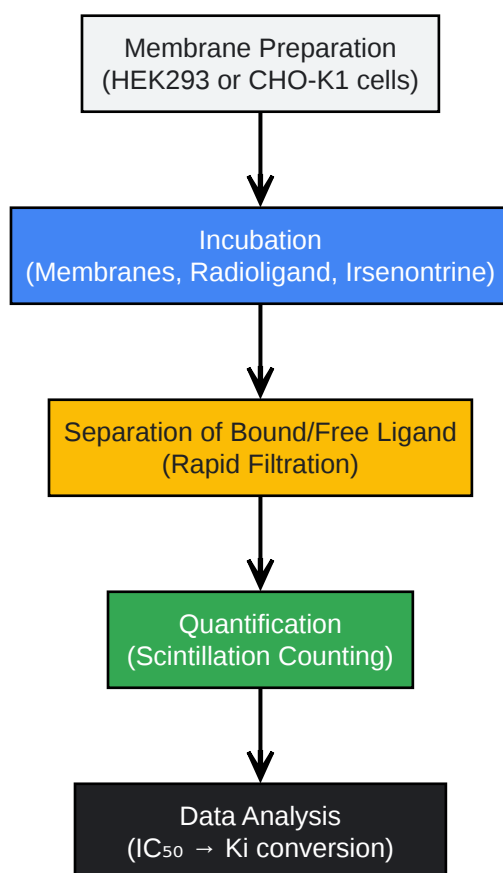 Membrane Preparation
(HEK293 or CHO-K1 cells)
Incubation
(Membranes, Radioligand, Irsenontrine)
Separation of Bound/Free Ligand
(Rapid Filtration)
Quantification
(Scintillation Counting)
Data Analysis
(IC₅₀ → Ki conversion)